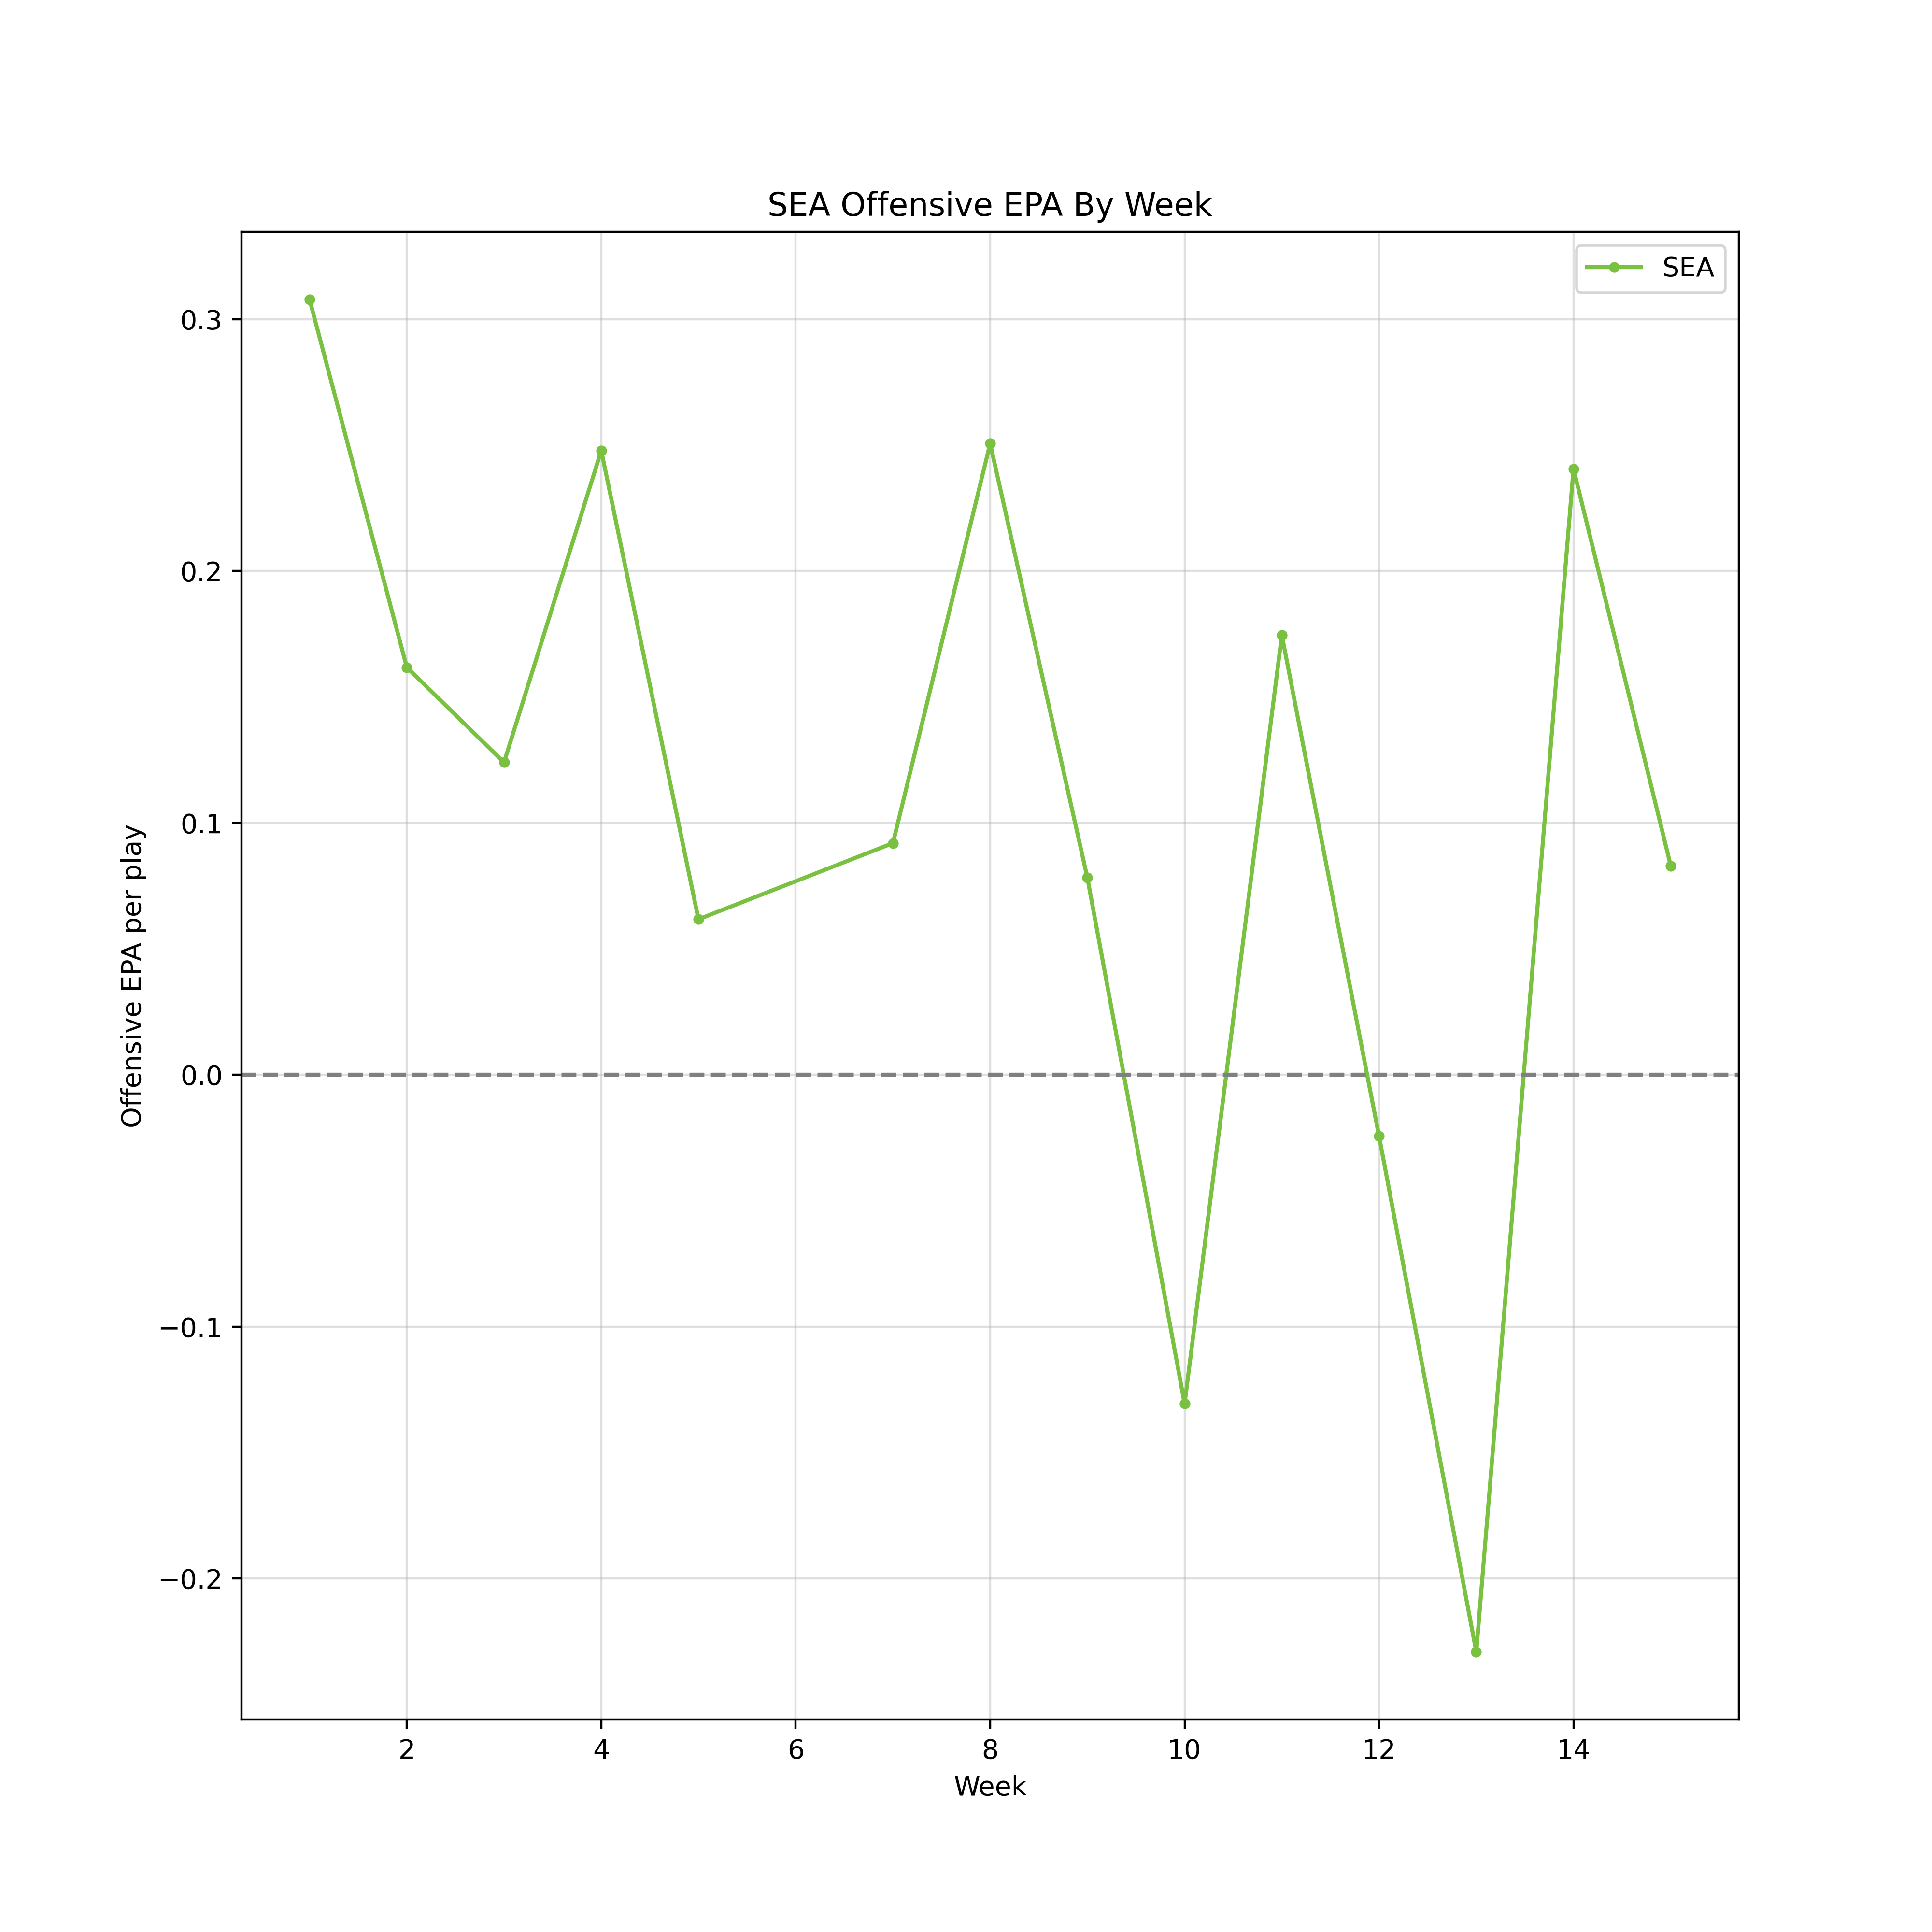 SEA Offensive EPA By Week
SEA
0.3
0.2
0.1
0.0
−0.1
−0.2
Offensive EPA per play
2 4 6 8 10 12 14
Week